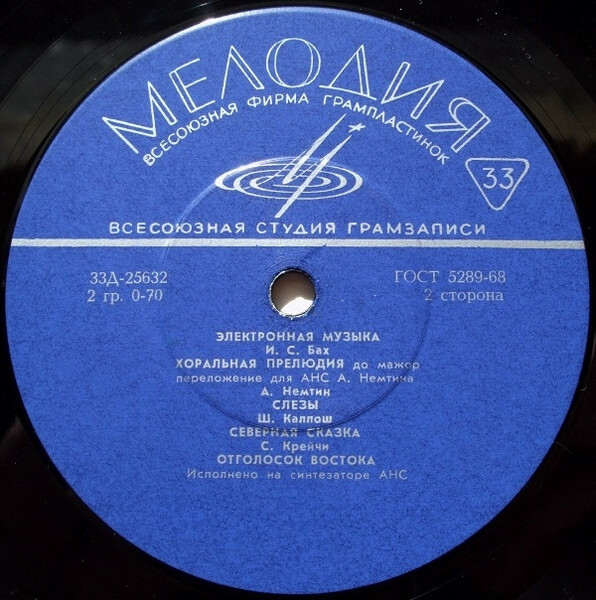 МЕЛОДИЯ
ВСЕСОЮЗНАЯ ФИРМА ГРАМПЛАСТИНОК
33
ВСЕСОЮЗНАЯ СТУДИЯ ГРАМЗАПИСИ
33Д-25632
ГОСТ 5289-68
2 гр. 0-70
2 сторона
ЭЛЕКТРОННАЯ МУЗЫКА
И. С. Бах
ХОРАЛЬНАЯ ПРЕЛЮДИЯ до мажор
переложение для АНС А. Немтина
А. Немтин
СЛЕЗЫ
Ш. Каллош
СЕВЕРНАЯ СКАЗКА
С. Крейчи
ОТГОЛОСОК ВОСТОКА
Исполнено на синтезаторе АНС